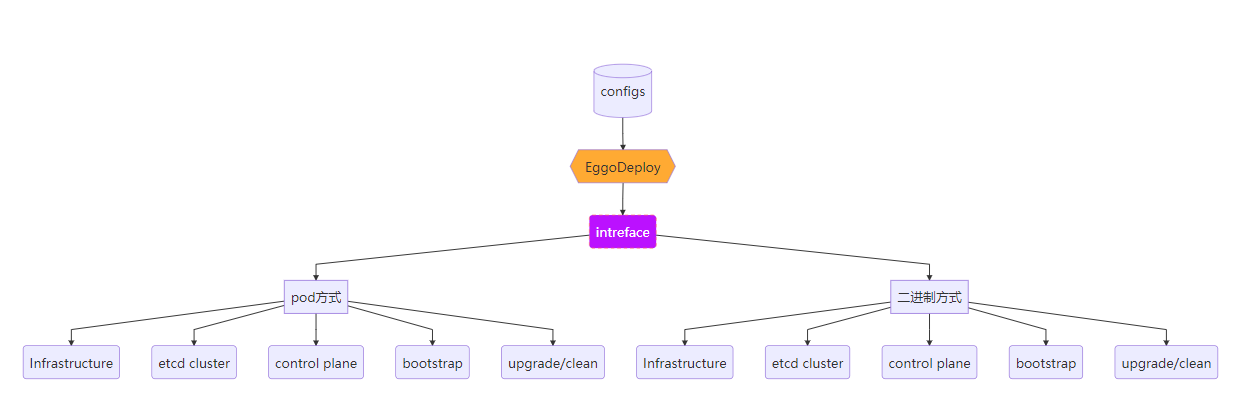 configs
EggoDeploy
intreface
pod方式
二进制方式
Infrastructure
etcd cluster
control plane
bootstrap
upgrade/clean
Infrastructure
etcd cluster
control plane
bootstrap
upgrade/clean